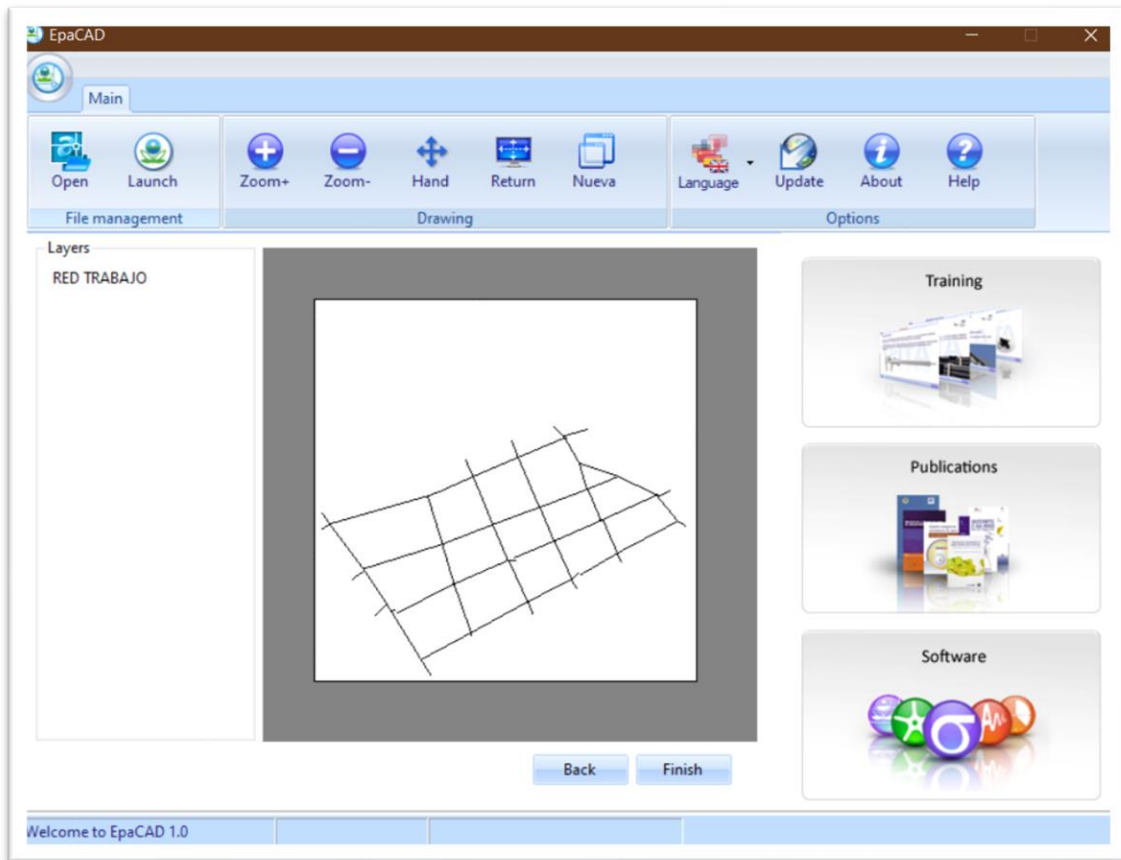 EpaCAD
Main
Open Launch Zoom+ Zoom- Hand Return Nueva Language Update About Help
File management Drawing Options
Layers
RED TRABAJO
Training
Publications
Software
Back Finish
Welcome to EpaCAD 1.0